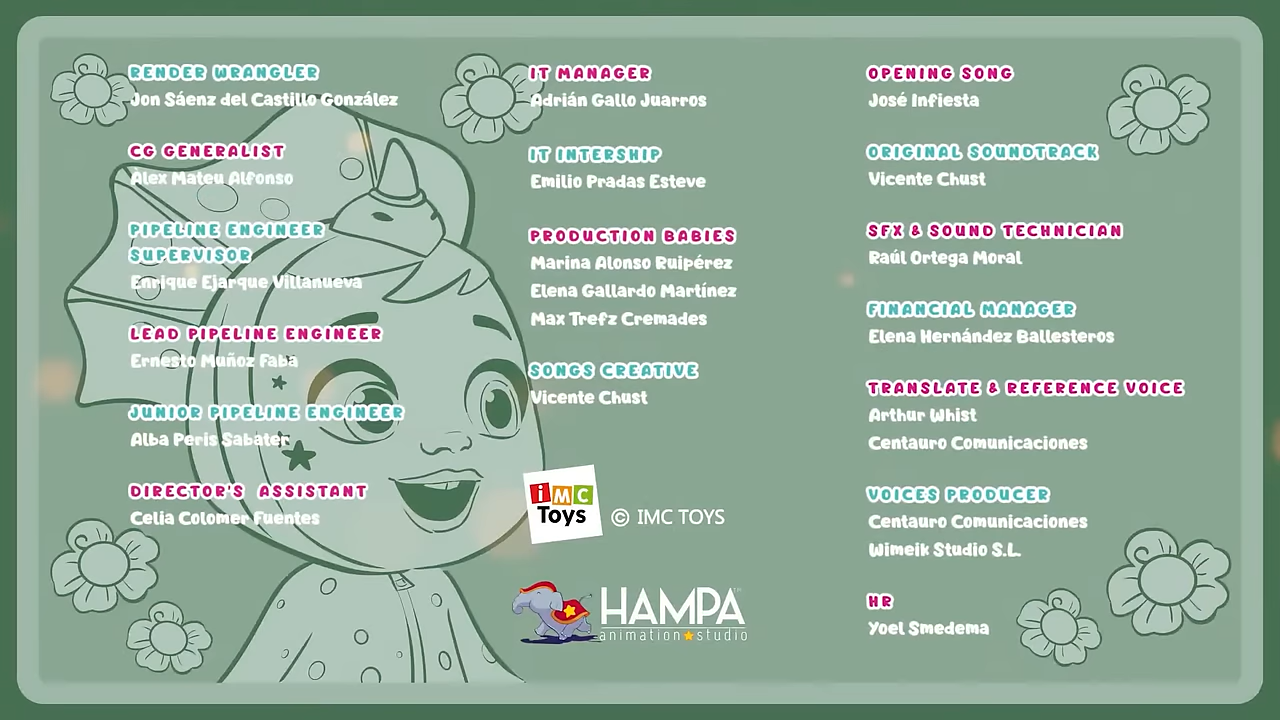 RENDER WRANGLER
Jon Sáenz del Castillo González
CG GENERALIST
Alex Mateu Alfonso
PIPELINE ENGINEER
SUPERVISOR
Enrique Ejarque Villanueva
LEAD PIPELINE ENGINEER
Ernesto Muñoz Faba
JUNIOR PIPELINE ENGINEER
Alba Peris Sabater
DIRECTOR'S ASSISTANT
Celia Colomer Fuentes
IT MANAGER
Adrián Gallo Juarros
IT INTERSHIP
Emilio Pradas Esteve
PRODUCTION BABIES
Marina Alonso Ruipérez
Elena Gallardo Martínez
Max Trefz Cremades
SONGS CREATIVE
Vicente Chust
imc
Toys
© IMC TOYS
HAMPA
animation studio
OPENING SONG
José Infiesta
ORIGINAL SOUNDTRACK
Vicente Chust
SFX & SOUND TECHNICIAN
Raúl Ortega Moral
FINANCIAL MANAGER
Elena Hernández Ballesteros
TRANSLATE & REFERENCE VOICE
Arthur Whist
Centauro Comunicaciones
VOICES PRODUCER
Centauro Comunicaciones
Wimeik Studio S.L.
HR
Yoel Smedema